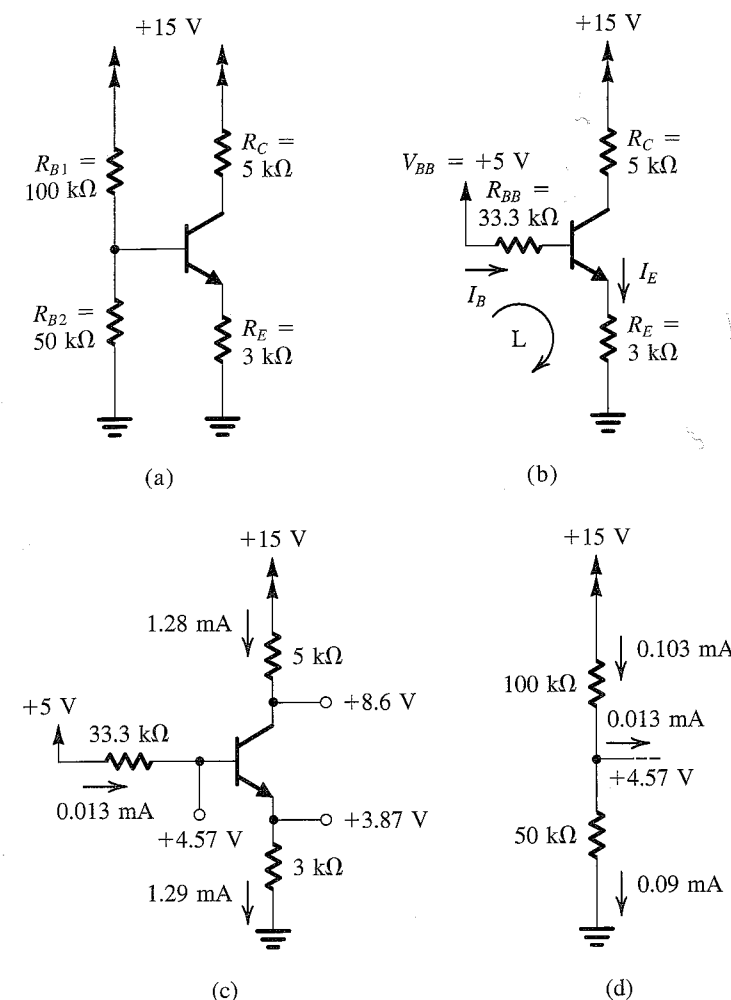 +15 V
R_B1 =
100 kΩ
R_C =
5 kΩ
R_B2 =
50 kΩ
R_E =
3 kΩ
(a)
+15 V
R_C =
5 kΩ
V_BB = +5 V
R_BB =
33.3 kΩ
I_B
I_E
L
R_E =
3 kΩ
(b)
+15 V
1.28 mA
5 kΩ
+8.6 V
+5 V
33.3 kΩ
0.013 mA
+4.57 V
+3.87 V
3 kΩ
1.29 mA
(c)
+15 V
0.103 mA
100 kΩ
0.013 mA
+4.57 V
50 kΩ
0.09 mA
(d)